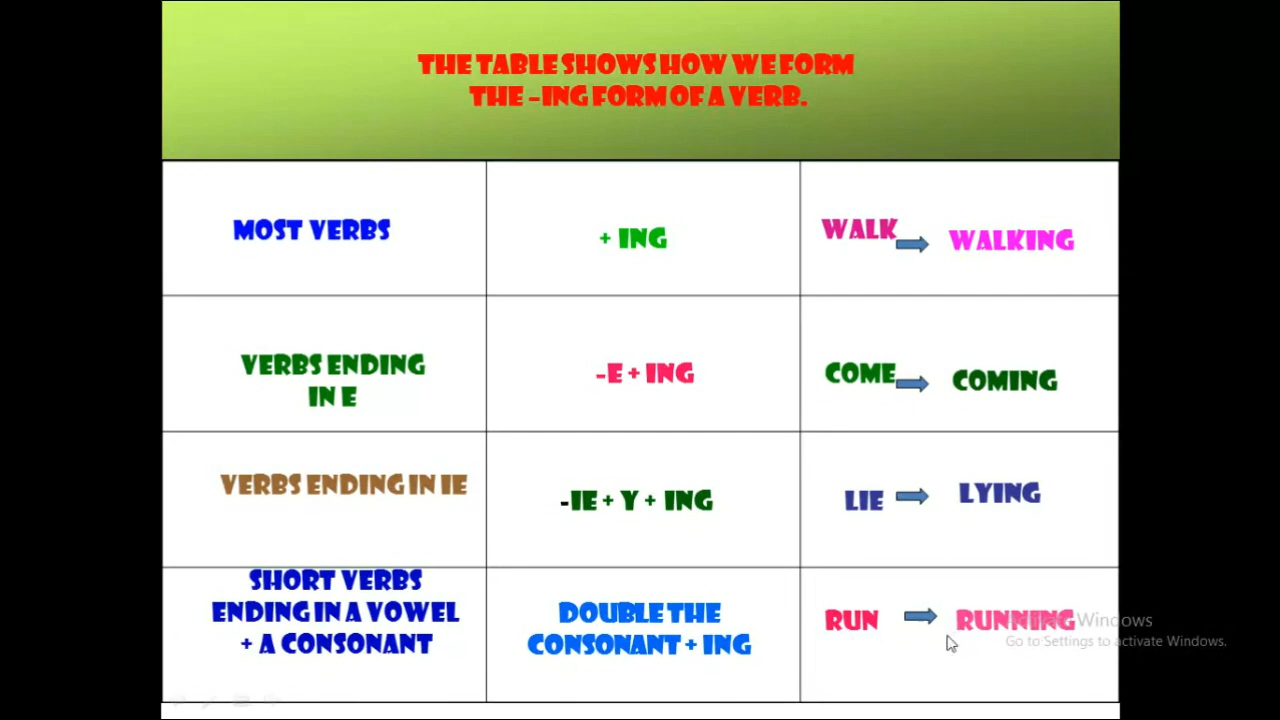 THE TABLE SHOWS HOW WE FORM
THE -ING FORM OF A VERB.
MOST VERBS
+ ING
WALK
WALKING
VERBS ENDING
IN E
-E + ING
COME
COMING
VERBS ENDING IN IE
-IE + Y + ING
LIE
LYING
SHORT VERBS
ENDING IN A VOWEL
+ A CONSONANT
DOUBLE THE
CONSONANT + ING
RUN
RUNNING
Activate Windows
Go to Settings to activate Windows.